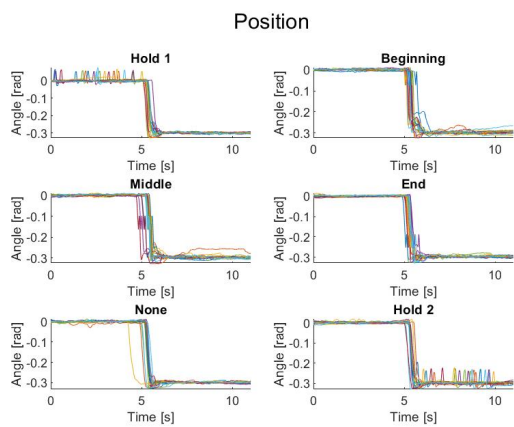 Position
Hold 1
Beginning
Angle [rad]
0
-0.1
-0.2
-0.3
0
5
10
Time [s]
Angle [rad]
0
-0.1
-0.2
-0.3
0
5
10
Time [s]
Middle
End
Angle [rad]
0
-0.1
-0.2
-0.3
0
5
10
Time [s]
Angle [rad]
0
-0.1
-0.2
-0.3
0
5
10
Time [s]
None
Hold 2
Angle [rad]
0
-0.1
-0.2
-0.3
0
5
10
Time [s]
Angle [rad]
0
-0.1
-0.2
-0.3
0
5
10
Time [s]